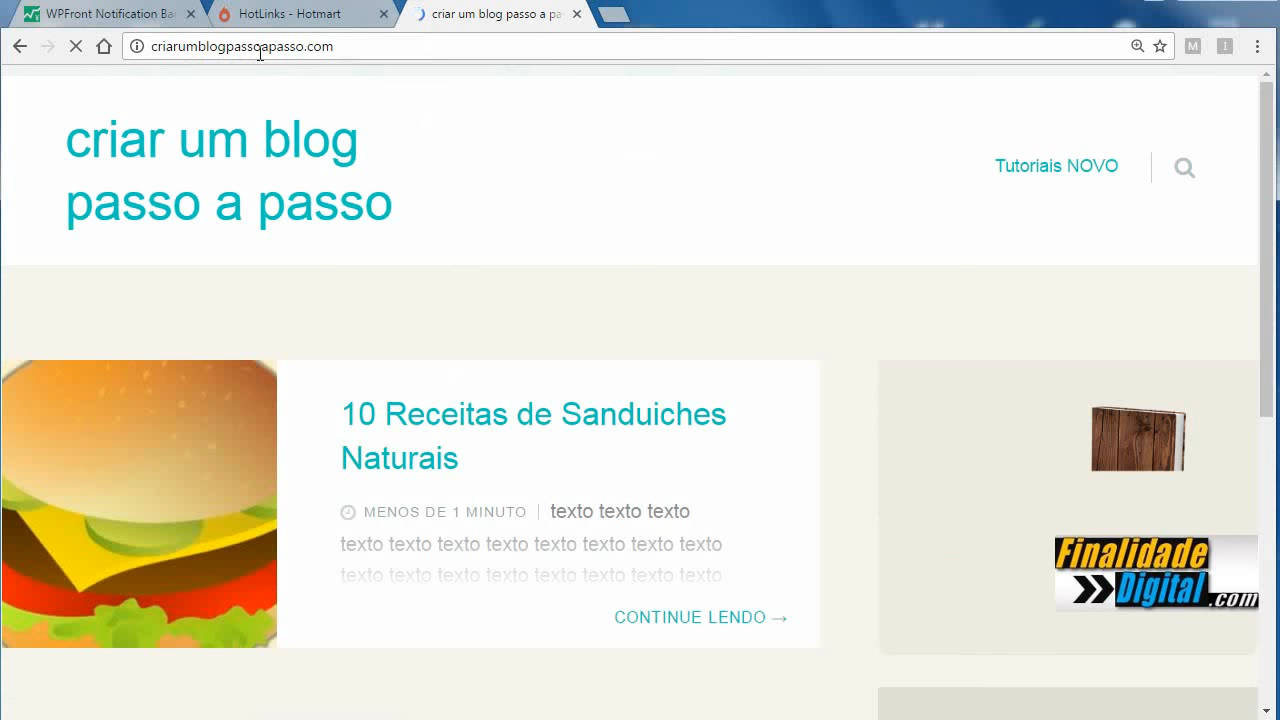 WPFront Notification Ba
HotLinks - Hotmart
criar um blog passo a pa
criarumblogpassoapasso.com
M
I
criar um blog
passo a passo
Tutoriais NOVO
10 Receitas de Sanduiches
Naturais
MENOS DE 1 MINUTO
texto texto texto
texto texto texto texto texto texto texto texto
texto texto texto texto texto texto texto texto
CONTINUE LENDO →
Finalidade
Digital
.com